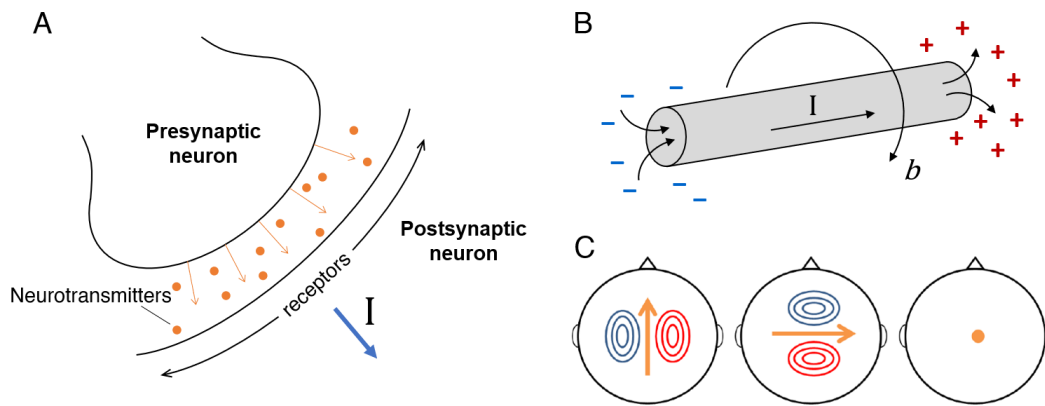 A
Presynaptic
neuron
Postsynaptic
neuron
Neurotransmitters
receptors
I
B
I
b
C